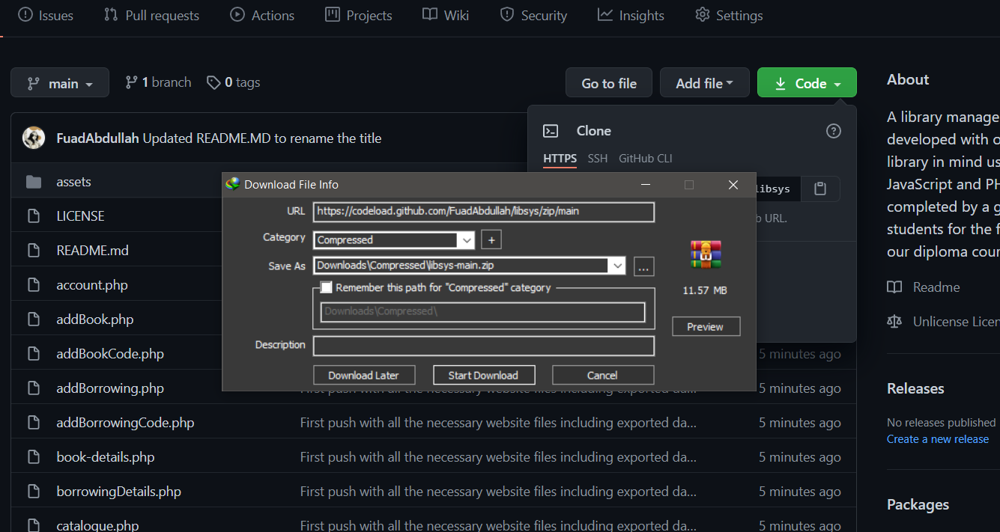 Issues Pull requests Actions Projects Wiki Security Insights Settings
main 1 branch 0 tags Go to file Add file Code
FuadAbdullah Updated README.MD to rename the title
Clone
HTTPS SSH GitHub CLI
libsys
URL.
assets
LICENSE
README.md
account.php
addBook.php
addBookCode.php 5 minutes ago
addBorrowing.php First push with all the necessary website files including exported da... 5 minutes ago
addBorrowingCode.php First push with all the necessary website files including exported da... 5 minutes ago
book-details.php First push with all the necessary website files including exported da... 5 minutes ago
borrowingDetails.php First push with all the necessary website files including exported da... 5 minutes ago
catalogue.php First push with all the necessary website files including exported da... 5 minutes ago
Download File Info
URL https://codeload.github.com/FuadAbdullah/libsys/zip/main
Category Compressed +
Save As Downloads\Compressed\libsys-main.zip ...
Remember this path for "Compressed" category
Downloads\Compressed\
Description
11.57 MB
Preview
Download Later Start Download Cancel
About
A library manage
developed with o
library in mind us
JavaScript and PH
completed by a g
students for the f
our diploma cour
Readme
Unlicense Licen
Releases
No releases published
Create a new release
Packages